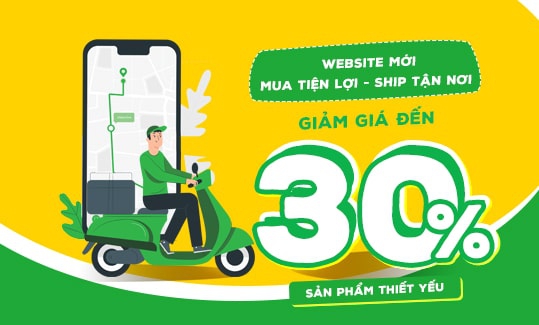 WEBSITE MỚI
MUA TIỆN LỢI - SHIP TẬN NƠI
GIẢM GIÁ ĐẾN
30%
SẢN PHẨM THIẾT YẾU